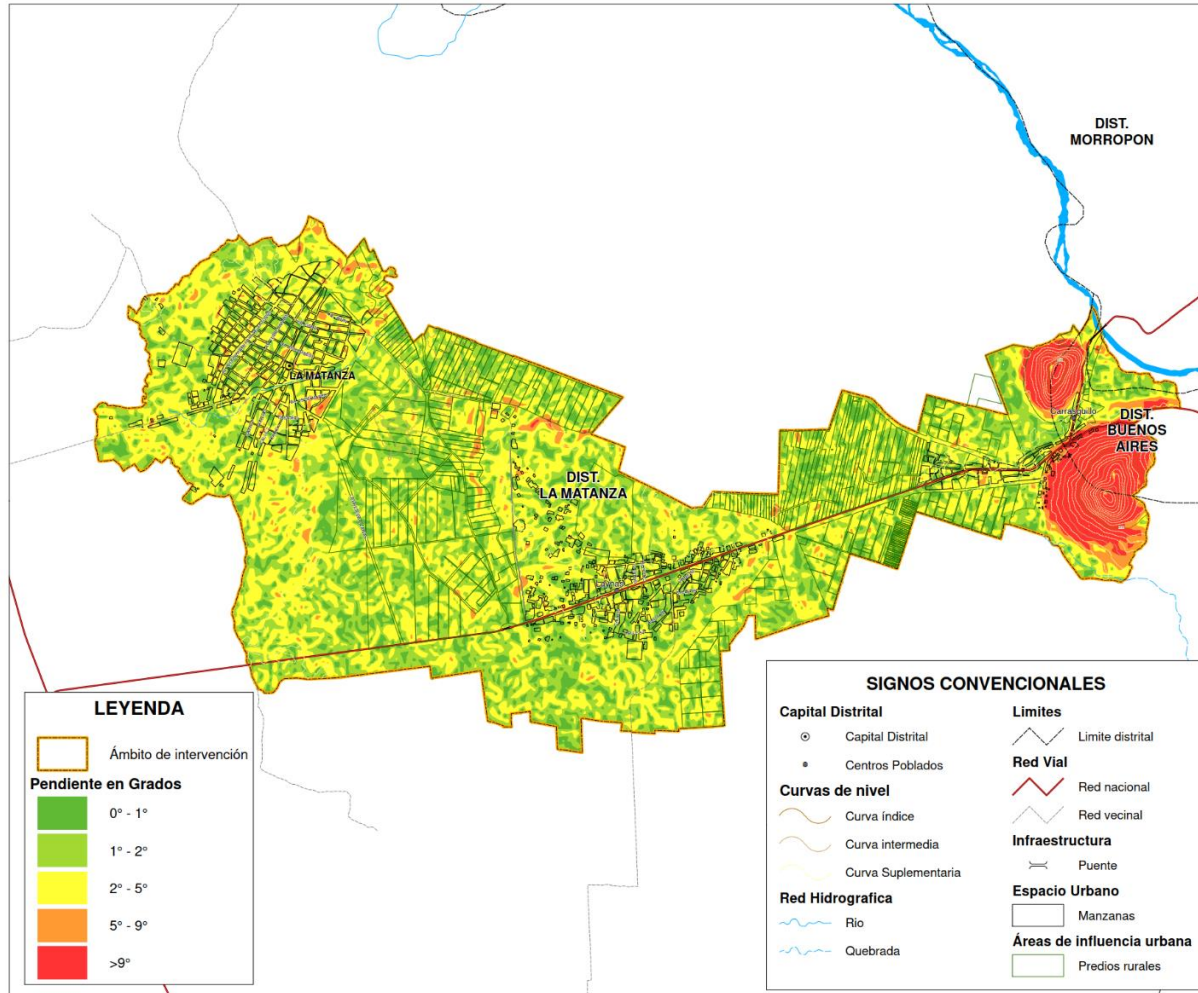 DIST.
MORROPON
LA MATANZA
Carrasquido
DIST.
BUENOS
AIRES
DIST.
LA MATANZA
LEYENDA
Ámbito de intervención
Pendiente en Grados
0° - 1°
1° - 2°
2° - 5°
5° - 9°
>9°
SIGNOS CONVENCIONALES
Capital Distrital
Capital Distrital
Centros Poblados
Curvas de nivel
Curva índice
Curva intermedia
Curva Suplementaria
Red Hidrografica
Rio
Quebrada
Limites
Limite distrital
Red Vial
Red nacional
Red vecinal
Infraestructura
Puente
Espacio Urbano
Manzanas
Áreas de influencia urbana
Predios rurales